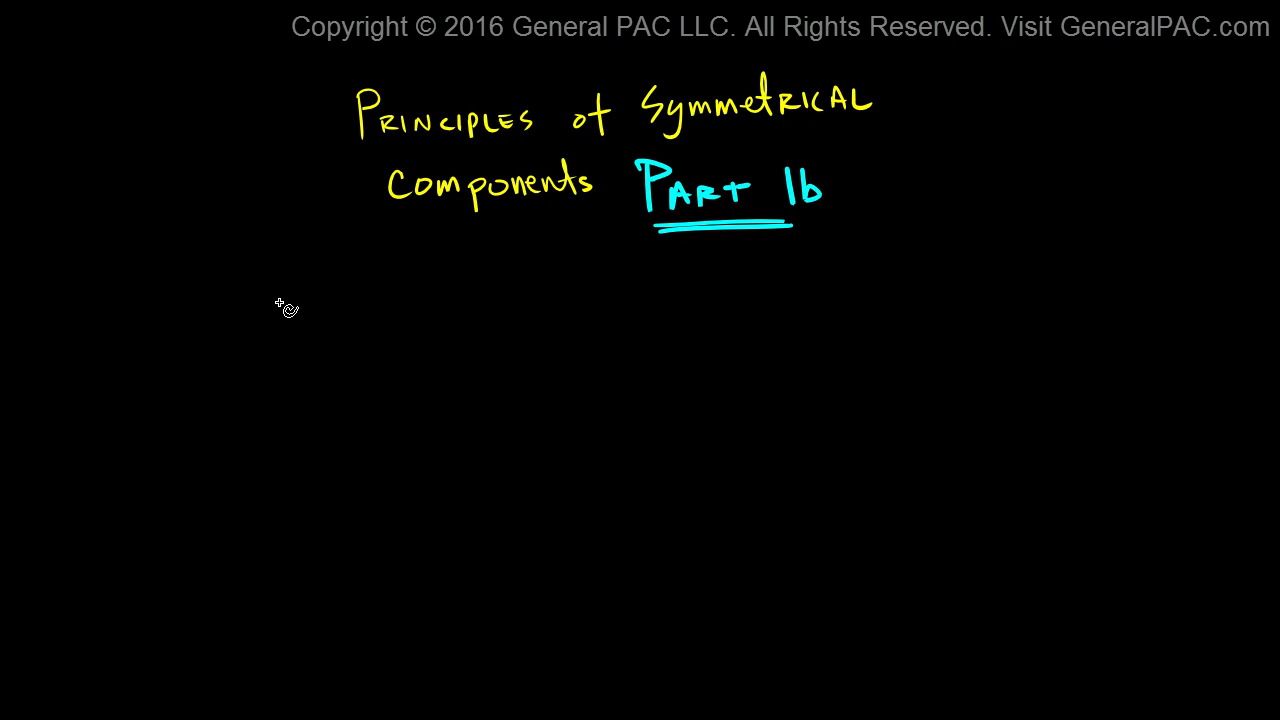 Copyright © 2016 General PAC LLC. All Rights Reserved. Visit GeneralPAC.com
PRINCIPLES of SymmetRICAL
components PART 1b